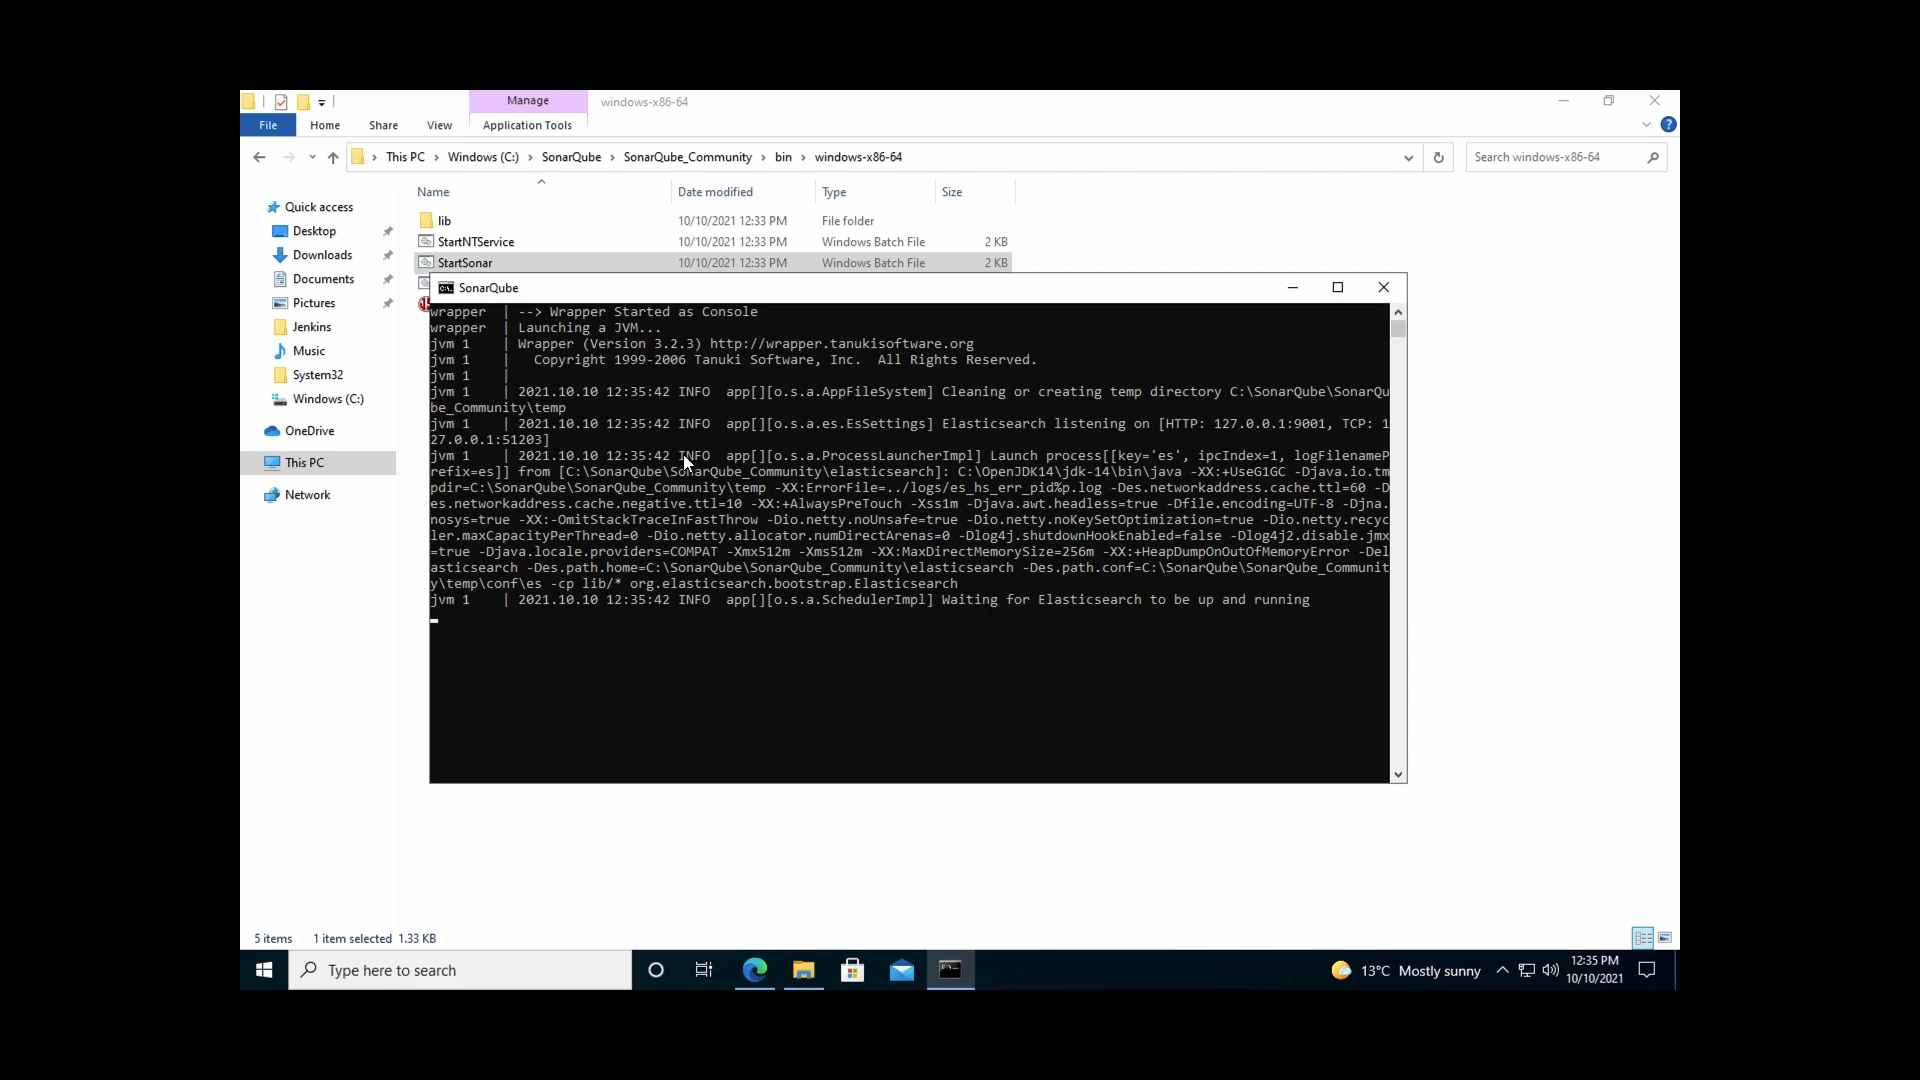 Manage
windows-x86-64
File
Home
Share
View
Application Tools
This PC
Windows (C:)
SonarQube
SonarQube_Community
bin
windows-x86-64
Search windows-x86-64
Name
Date modified
Type
Size
Quick access
Desktop
Downloads
Documents
Pictures
Jenkins
Music
System32
Windows (C:)
OneDrive
This PC
Network
lib 10/10/2021 12:33 PM File folder
StartNTService 10/10/2021 12:33 PM Windows Batch File 2 KB
StartSonar 10/10/2021 12:33 PM Windows Batch File 2 KB
SonarQube
wrapper | --> Wrapper Started as Console
wrapper | Launching a JVM...
jvm 1 | Wrapper (Version 3.2.3) http://wrapper.tanukisoftware.org
jvm 1 | Copyright 1999-2006 Tanuki Software, Inc. All Rights Reserved.
jvm 1 |
jvm 1 | 2021.10.10 12:35:42 INFO app[][o.s.a.AppFileSystem] Cleaning or creating temp directory C:\SonarQube\SonarQu
be_Community\temp
jvm 1 | 2021.10.10 12:35:42 INFO app[][o.s.a.es.EsSettings] Elasticsearch listening on [HTTP: 127.0.0.1:9001, TCP: 1
27.0.0.1:51203]
jvm 1 | 2021.10.10 12:35:42 INFO app[][o.s.a.ProcessLauncherImpl] Launch process[[key='es', ipcIndex=1, logFilenameP
refix=es]] from [C:\SonarQube\SonarQube_Community\elasticsearch]: C:\OpenJDK14\jdk-14\bin\java -XX:+UseG1GC -Djava.io.tm
pdir=C:\SonarQube\SonarQube_Community\temp -XX:ErrorFile=../logs/es_hs_err_pid%p.log -Des.networkaddress.cache.ttl=60 -D
es.networkaddress.cache.negative.ttl=10 -XX:+AlwaysPreTouch -Xss1m -Djava.awt.headless=true -Dfile.encoding=UTF-8 -Djna.
nosys=true -XX:-OmitStackTraceInFastThrow -Dio.netty.noUnsafe=true -Dio.netty.noKeySetOptimization=true -Dio.netty.recyc
ler.maxCapacityPerThread=0 -Dio.netty.allocator.numDirectArenas=0 -Dlog4j.shutdownHookEnabled=false -Dlog4j2.disable.jmx
=true -Djava.locale.providers=COMPAT -Xmx512m -Xms512m -XX:MaxDirectMemorySize=256m -XX:+HeapDumpOnOutOfMemoryError -Del
asticsearch -Des.path.home=C:\SonarQube\SonarQube_Community\elasticsearch -Des.path.conf=C:\SonarQube\SonarQube_Communit
y\temp\conf\es -cp lib/* org.elasticsearch.bootstrap.Elasticsearch
jvm 1 | 2021.10.10 12:35:42 INFO app[][o.s.a.SchedulerImpl] Waiting for Elasticsearch to be up and running
5 items
1 item selected 1.33 KB
Type here to search
13°C Mostly sunny
12:35 PM
10/10/2021